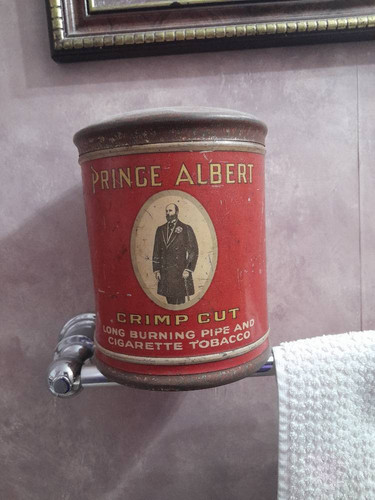 PRINCE ALBERT
CRIMP CUT
LONG BURNING PIPE AND
CIGARETTE TOBACCO